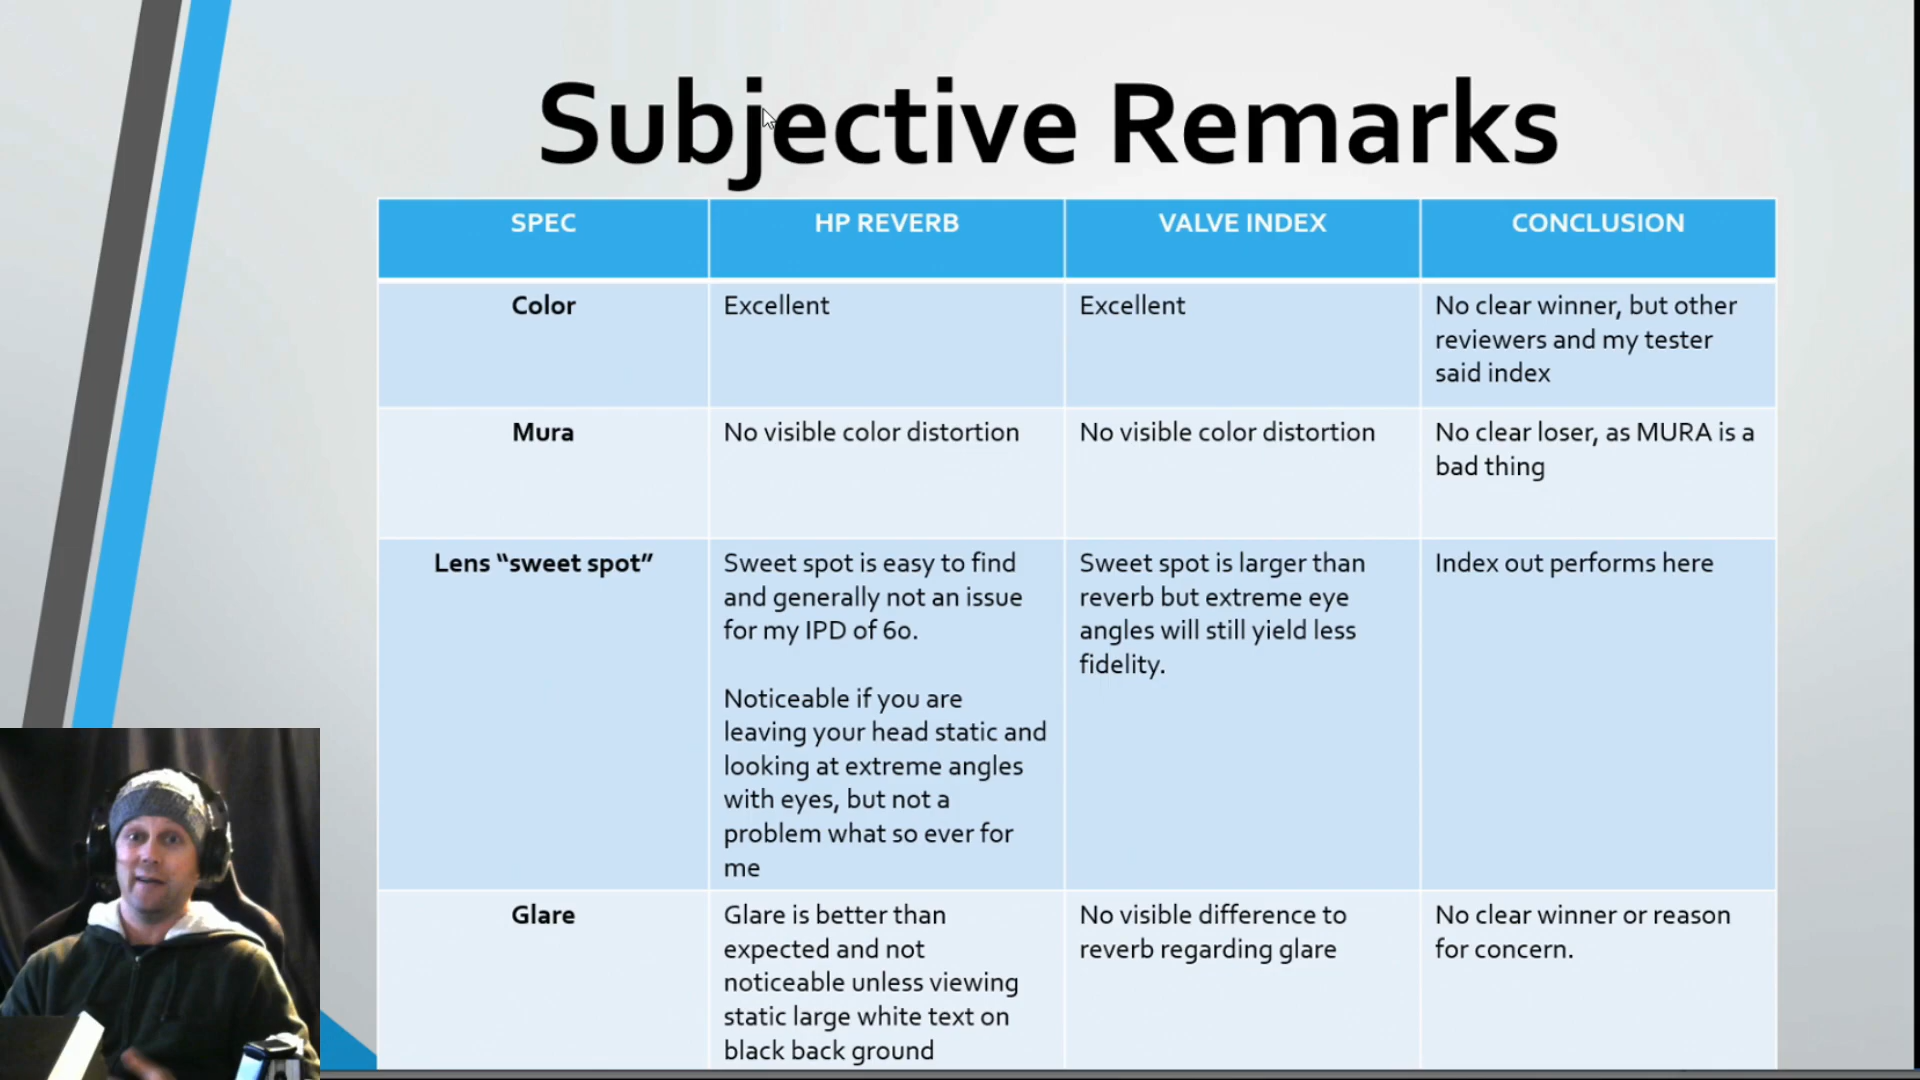 Subjective Remarks
SPEC
HP REVERB
VALVE INDEX
CONCLUSION
Color
Excellent
Excellent
No clear winner, but other
reviewers and my tester
said index
Mura
No visible color distortion
No visible color distortion
No clear loser, as MURA is a
bad thing
Lens “sweet spot”
Sweet spot is easy to find
and generally not an issue
for my IPD of 60.
Noticeable if you are
leaving your head static and
looking at extreme angles
with eyes, but not a
problem what so ever for
me
Sweet spot is larger than
reverb but extreme eye
angles will still yield less
fidelity.
Index out performs here
Glare
Glare is better than
expected and not
noticeable unless viewing
static large white text on
black back ground
No visible difference to
reverb regarding glare
No clear winner or reason
for concern.